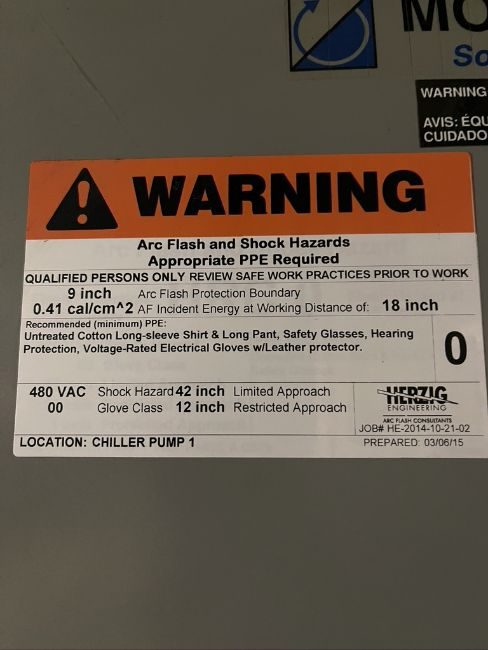 MO
So
WARNING
AVIS: ÉQU
CUIDADO
WARNING
Arc Flash and Shock Hazards
Appropriate PPE Required
QUALIFIED PERSONS ONLY REVIEW SAFE WORK PRACTICES PRIOR TO WORK
9 inch Arc Flash Protection Boundary
0.41 cal/cm^2 AF Incident Energy at Working Distance of: 18 inch
Recommended (minimum) PPE:
Untreated Cotton Long-sleeve Shirt & Long Pant, Safety Glasses, Hearing
Protection, Voltage-Rated Electrical Gloves w/Leather protector.
0
480 VAC Shock Hazard 42 inch Limited Approach
00 Glove Class 12 inch Restricted Approach
HERZIG
ENGINEERING
ARC FLASH CONSULTANTS
JOB# HE-2014-10-21-02
LOCATION: CHILLER PUMP 1
PREPARED: 03/06/15